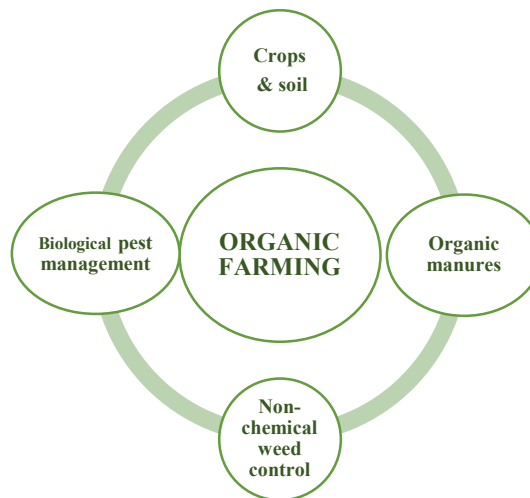 Crops
& soil
Biological pest
management
ORGANIC
FARMING
Organic
manures
Non-
chemical
weed
control